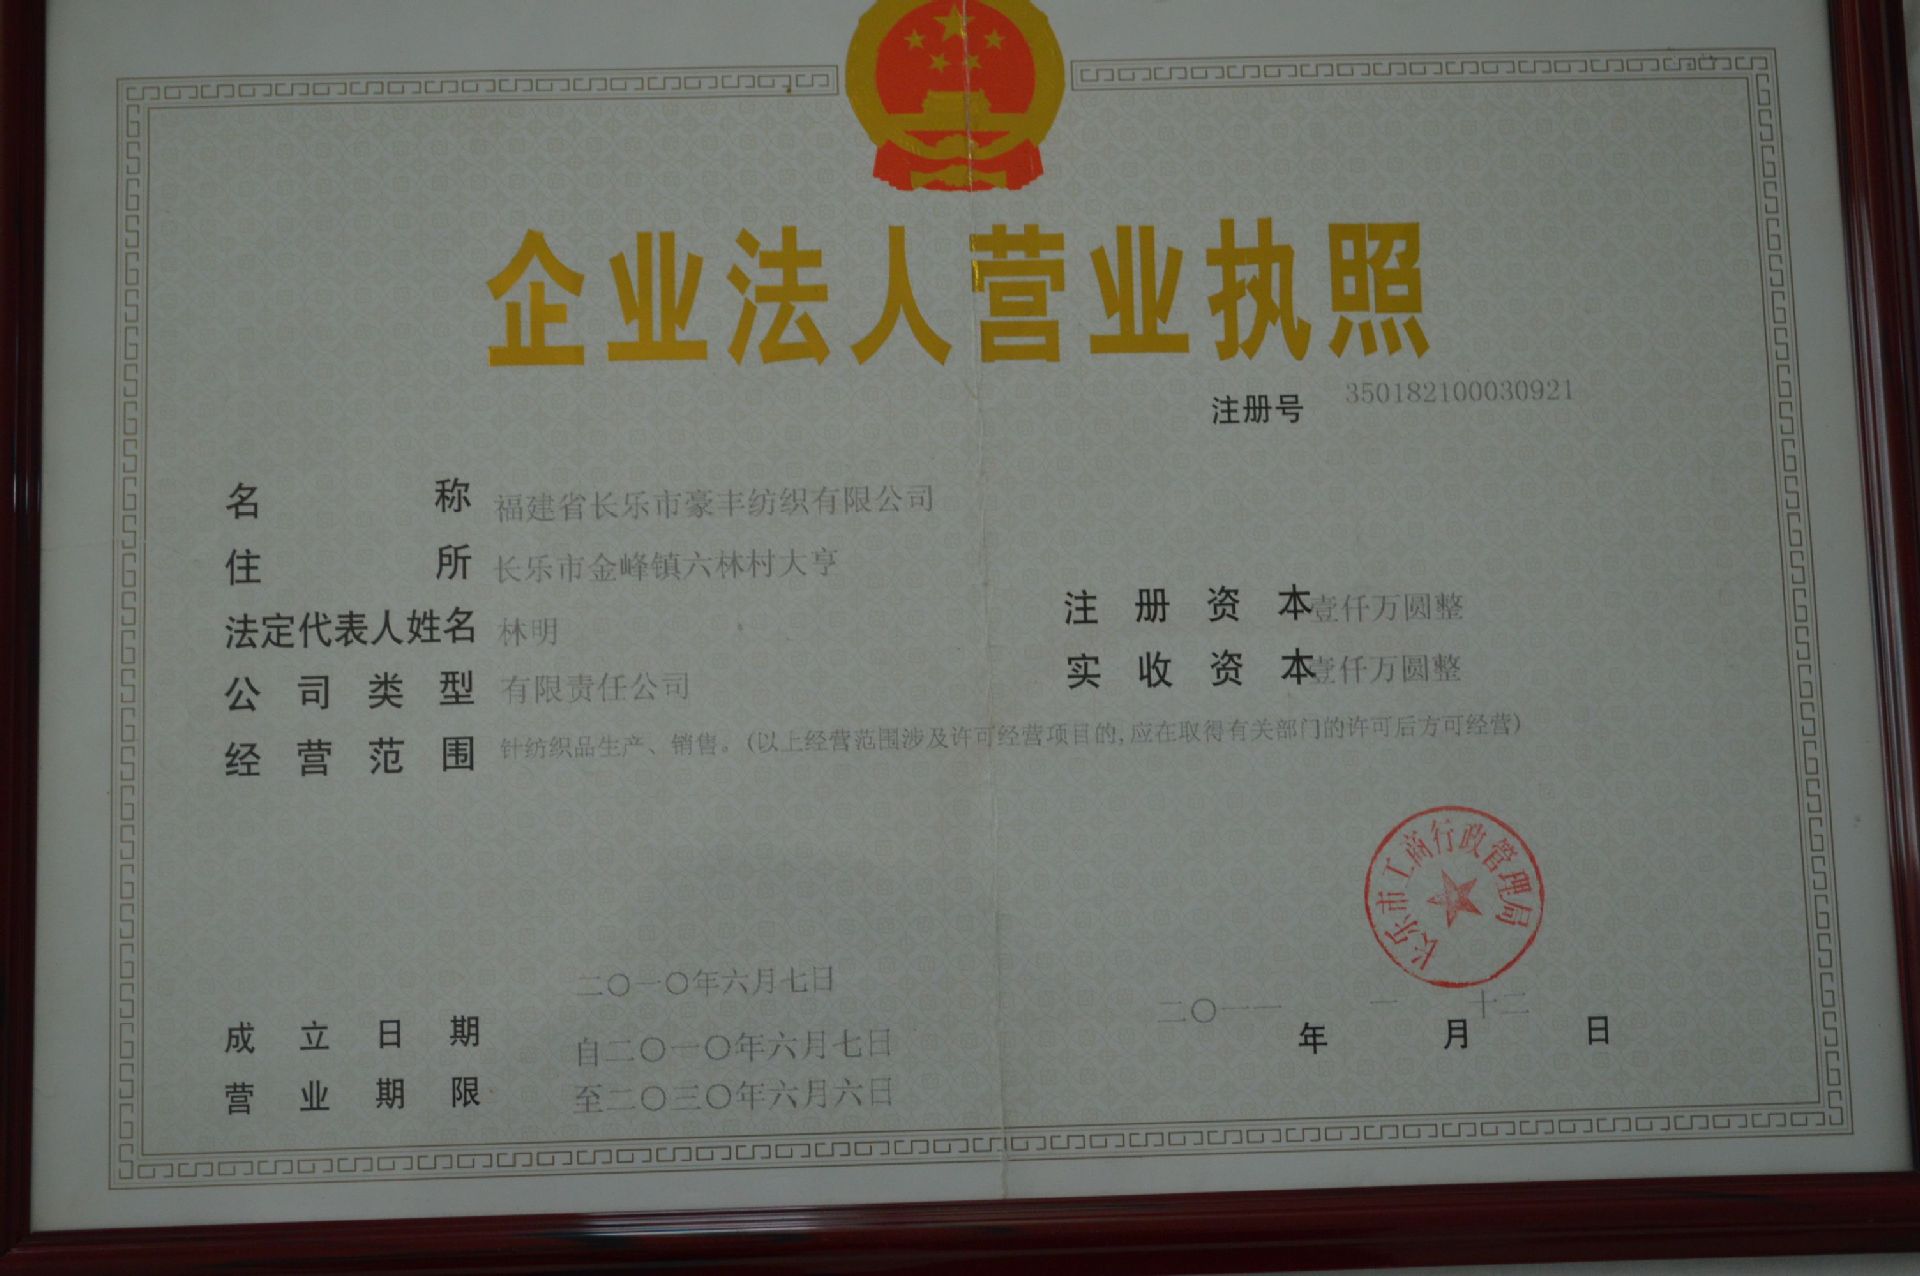 企业法人营业执照
注册号 350182100030921
名称 福建省长乐市豪丰纺织有限公司
住所 长乐市金峰镇六林村大亨
法定代表人姓名 林明
注册资本 壹仟万圆整
公司类型 有限责任公司
实收资本 壹仟万圆整
经营范围 针纺织品生产、销售。(以上经营范围涉及许可经营项目的,应在取得有关部门的许可后方可经营)
长乐市工商行政管理局
成立日期 二〇一〇年六月七日
二〇一一年一月十二日
营业期限 自二〇一〇年六月七日
至二〇三〇年六月六日